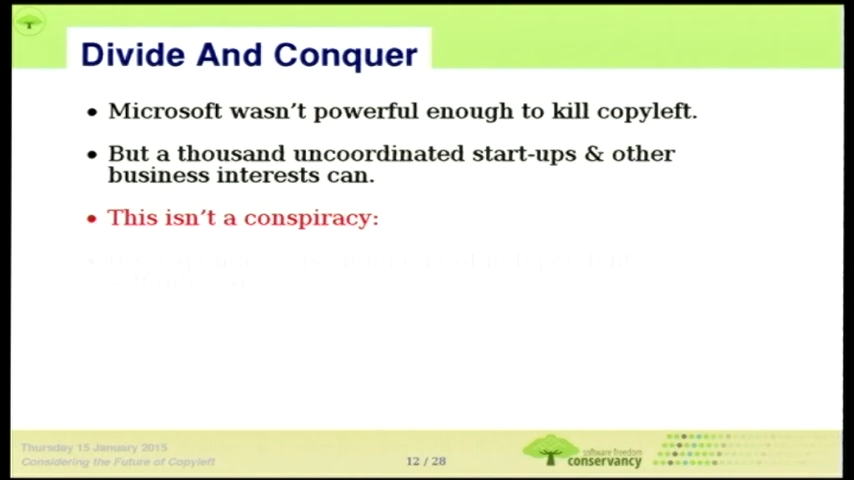 Divide And Conquer
• Microsoft wasn't powerful enough to kill copyleft.
• But a thousand uncoordinated start-ups & other
business interests can.
• This isn't a conspiracy:
Thursday 15 January 2015
Considering the Future of Copyleft
12 / 28
software freedom
conservancy